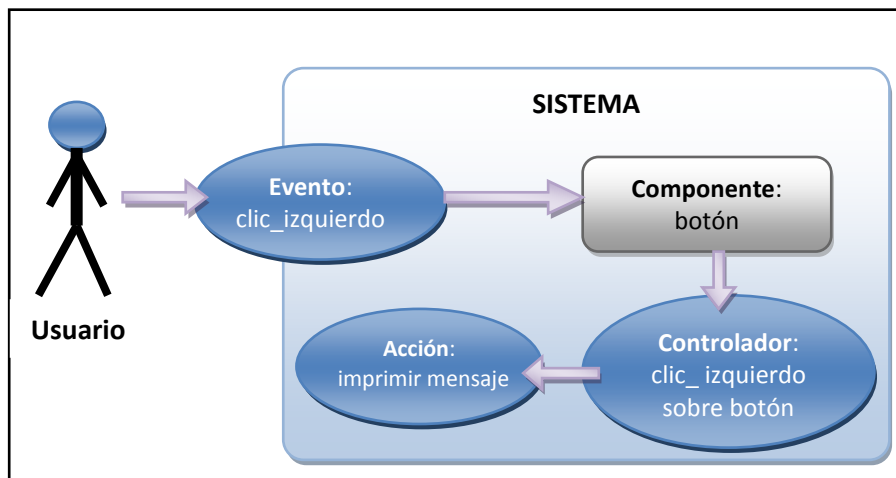 SISTEMA
Evento:
clic_izquierdo
Componente:
botón
Usuario
Acción:
imprimir mensaje
Controlador:
clic_ izquierdo
sobre botón